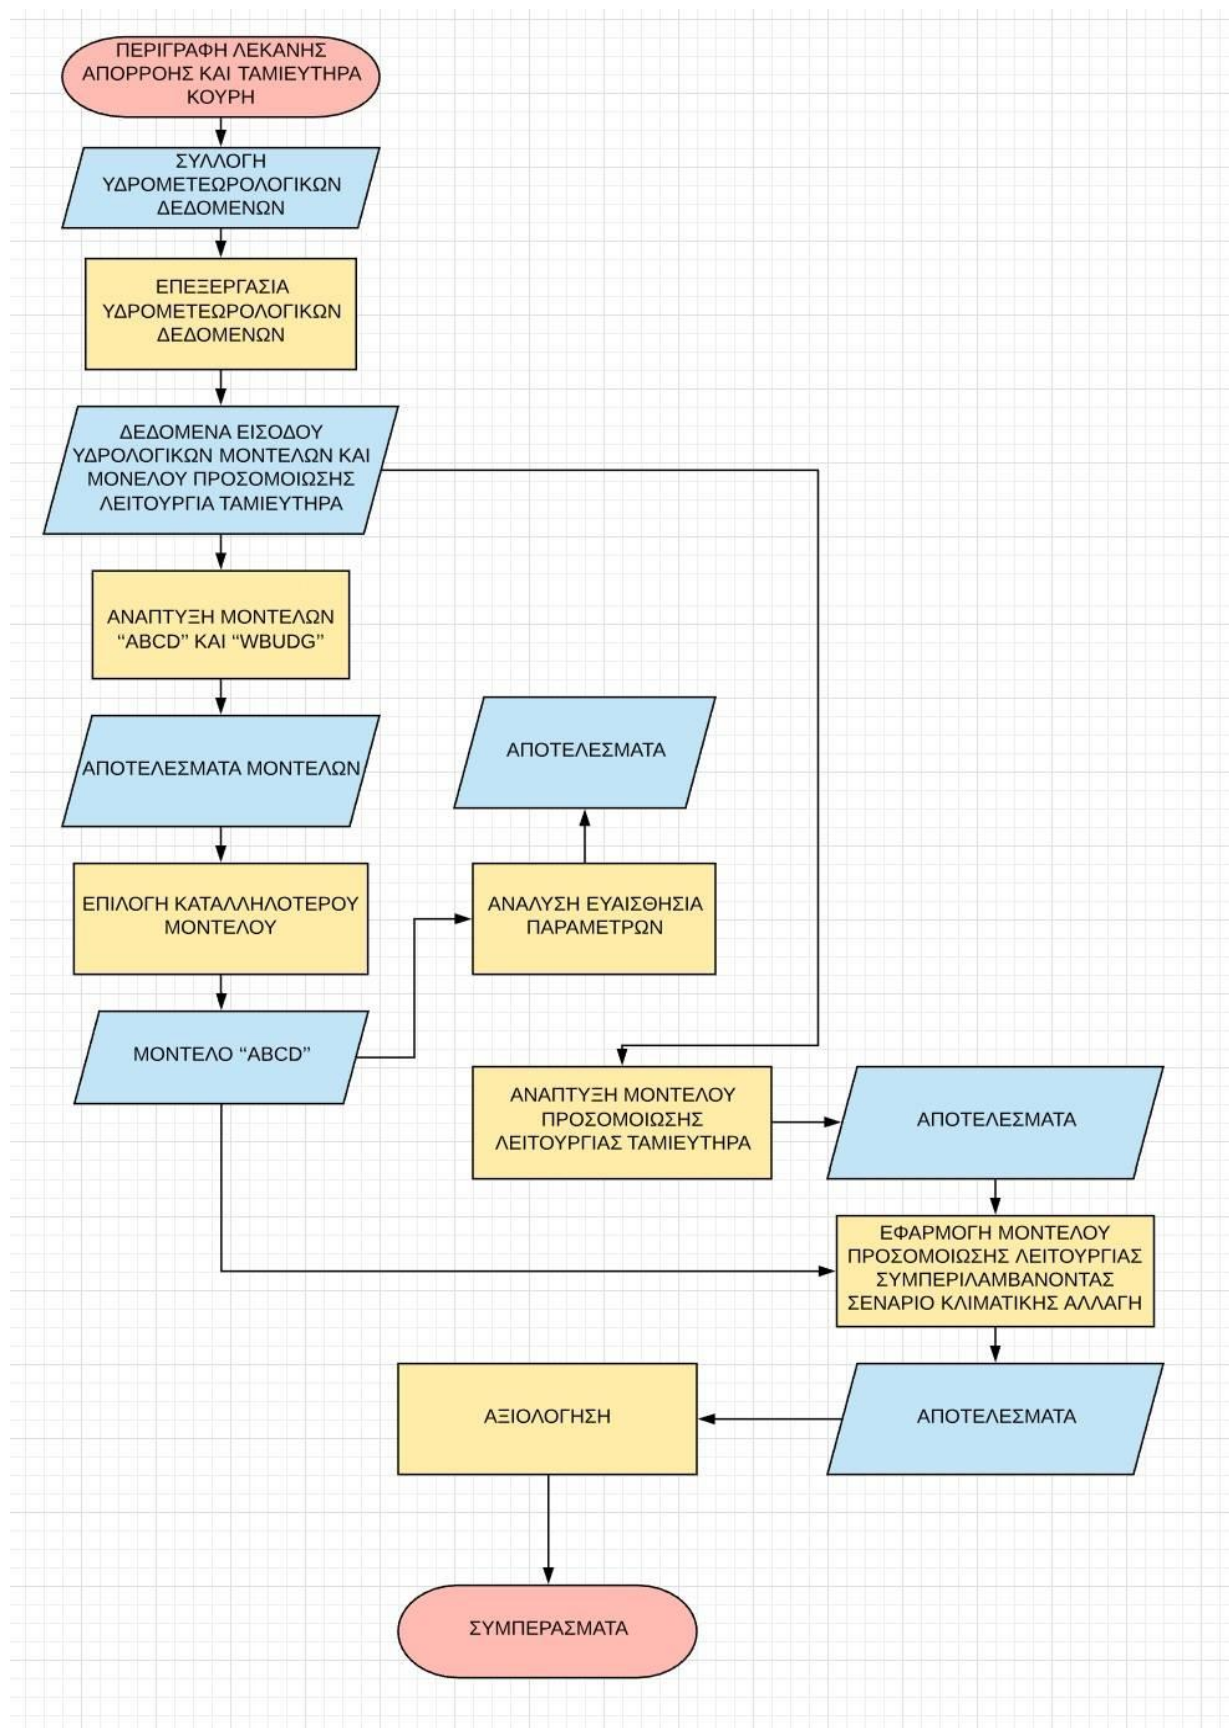 ΠΕΡΙΓΡΑΦΗ ΛΕΚΑΝΗΣ
ΑΠΟΡΡΟΗΣ ΚΑΙ ΤΑΜΙΕΥΤΗΡΑ
ΚΟΥΡΗ
ΣΥΛΛΟΓΗ
ΥΔΡΟΜΕΤΕΩΡΟΛΟΓΙΚΩΝ
ΔΕΔΟΜΕΝΩΝ
ΕΠΕΞΕΡΓΑΣΙΑ
ΥΔΡΟΜΕΤΕΩΡΟΛΟΓΙΚΩΝ
ΔΕΔΟΜΕΝΩΝ
ΔΕΔΟΜΕΝΑ ΕΙΣΟΔΟΥ
ΥΔΡΟΛΟΓΙΚΩΝ ΜΟΝΤΕΛΩΝ ΚΑΙ
ΜΟΝΕΛΟΥ ΠΡΟΣΟΜΟΙΩΣΗΣ
ΛΕΙΤΟΥΡΓΙΑ ΤΑΜΙΕΥΤΗΡΑ
ΑΝΑΠΤΥΞΗ ΜΟΝΤΕΛΩΝ
“ABCD” ΚΑΙ “WBUDG”
ΑΠΟΤΕΛΕΣΜΑΤΑ ΜΟΝΤΕΛΩΝ
ΑΠΟΤΕΛΕΣΜΑΤΑ
ΕΠΙΛΟΓΗ ΚΑΤΑΛΛΗΛΟΤΕΡΟΥ
ΜΟΝΤΕΛΟΥ
ΑΝΑΛΥΣΗ ΕΥΑΙΣΘΗΣΙΑ
ΠΑΡΑΜΕΤΡΩΝ
ΜΟΝΤΕΛΟ “ABCD”
ΑΝΑΠΤΥΞΗ ΜΟΝΤΕΛΟΥ
ΠΡΟΣΟΜΟΙΩΣΗΣ
ΛΕΙΤΟΥΡΓΙΑΣ ΤΑΜΙΕΥΤΗΡΑ
ΑΠΟΤΕΛΕΣΜΑΤΑ
ΕΦΑΡΜΟΓΗ ΜΟΝΤΕΛΟΥ
ΠΡΟΣΟΜΟΙΩΣΗΣ ΛΕΙΤΟΥΡΓΙΑΣ
ΣΥΜΠΕΡΙΛΑΜΒΑΝΟΝΤΑΣ
ΣΕΝΑΡΙΟ ΚΛΙΜΑΤΙΚΗΣ ΑΛΛΑΓΗ
ΑΠΟΤΕΛΕΣΜΑΤΑ
ΑΞΙΟΛΟΓΗΣΗ
ΣΥΜΠΕΡΑΣΜΑΤΑ